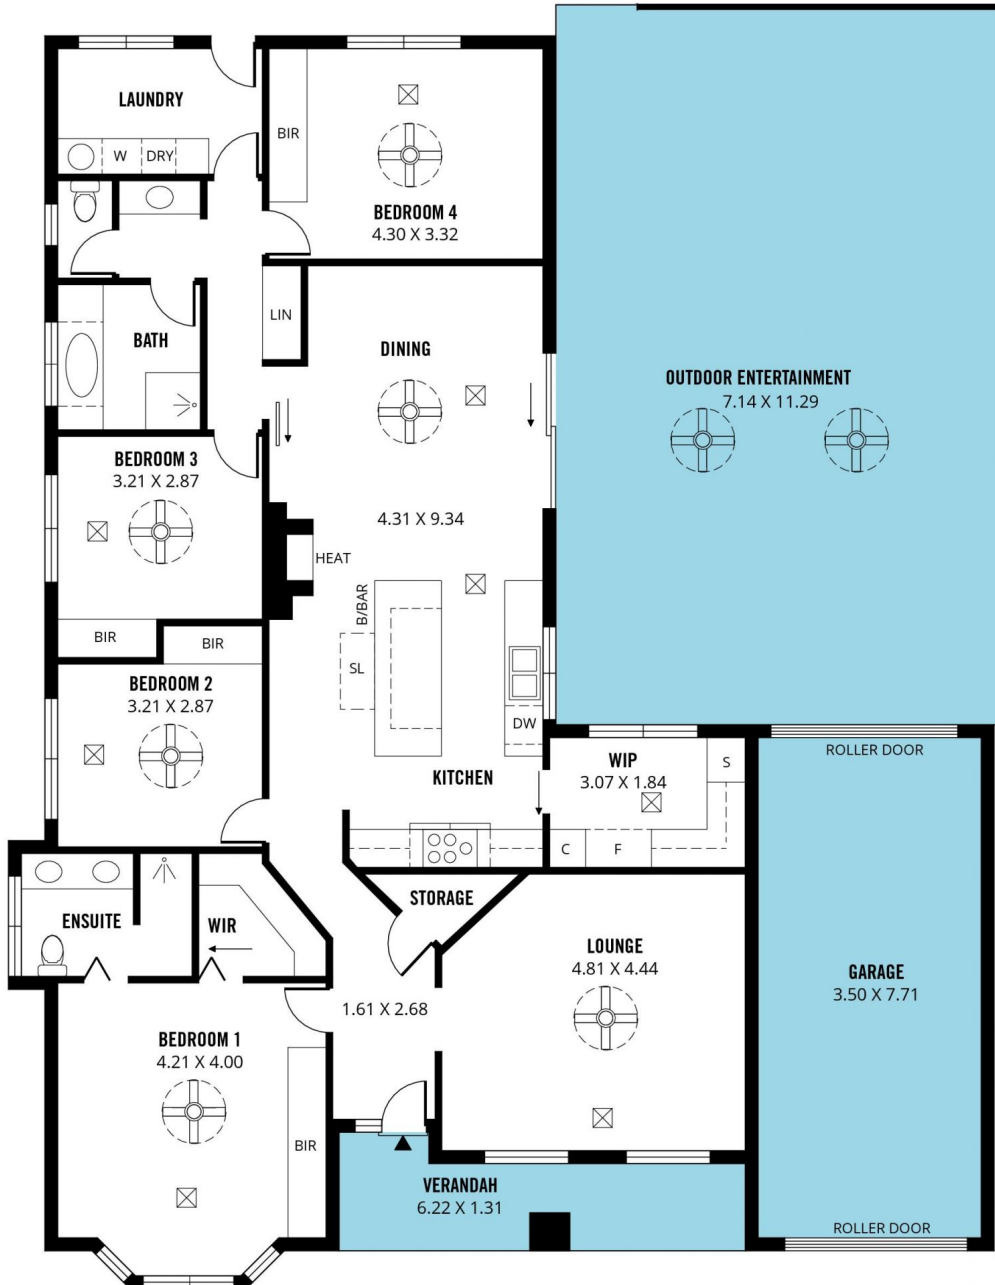 LAUNDRY
W
DRY
BIR
BEDROOM 4
4.30 X 3.32
LIN
BATH
DINING
OUTDOOR ENTERTAINMENT
7.14 X 11.29
BEDROOM 3
3.21 X 2.87
4.31 X 9.34
HEAT
B/BAR
BIR
BIR
SL
BEDROOM 2
3.21 X 2.87
DW
KITCHEN
WIP
3.07 X 1.84
S
C
F
ROLLER DOOR
STORAGE
ENSUITE
WIR
LOUNGE
4.81 X 4.44
GARAGE
3.50 X 7.71
1.61 X 2.68
BEDROOM 1
4.21 X 4.00
BIR
VERANDAH
6.22 X 1.31
ROLLER DOOR